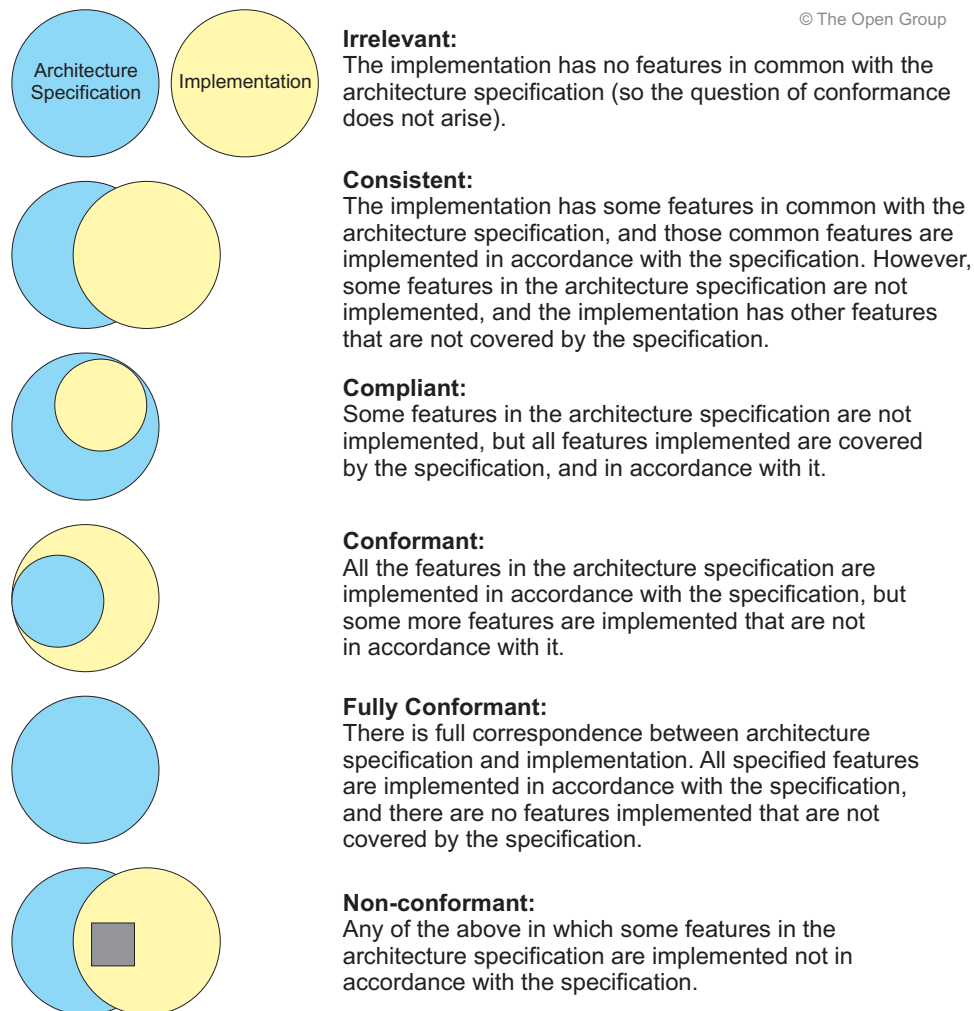 © The Open Group
Architecture
Specification
Implementation
Irrelevant:
The implementation has no features in common with the
architecture specification (so the question of conformance
does not arise).
Consistent:
The implementation has some features in common with the
architecture specification, and those common features are
implemented in accordance with the specification. However,
some features in the architecture specification are not
implemented, and the implementation has other features
that are not covered by the specification.
Compliant:
Some features in the architecture specification are not
implemented, but all features implemented are covered
by the specification, and in accordance with it.
Conformant:
All the features in the architecture specification are
implemented in accordance with the specification, but
some more features are implemented that are not
in accordance with it.
Fully Conformant:
There is full correspondence between architecture
specification and implementation. All specified features
are implemented in accordance with the specification,
and there are no features implemented that are not
covered by the specification.
Non-conformant:
Any of the above in which some features in the
architecture specification are implemented not in
accordance with the specification.